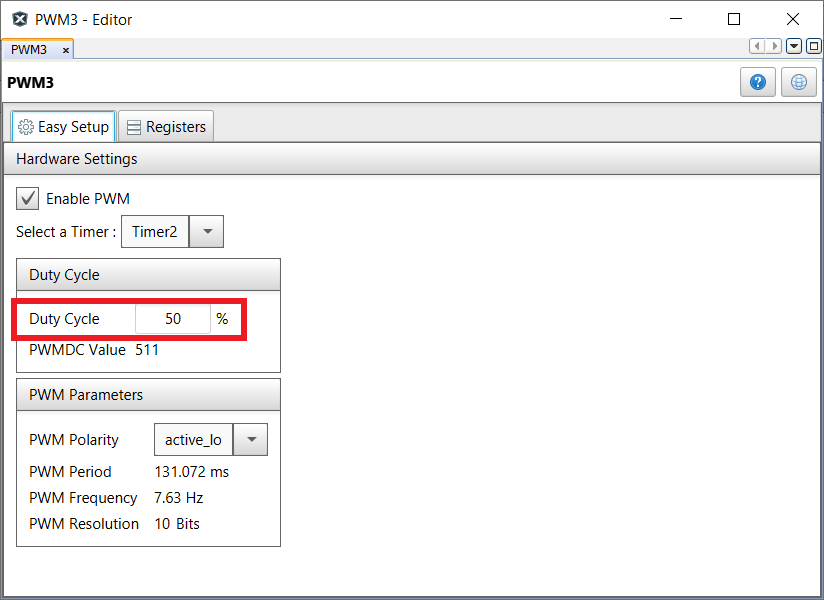 PWM3 - Editor
PWM3 ×
PWM3
?
Easy Setup Registers
Hardware Settings
Enable PWM
Select a Timer : Timer2
Duty Cycle
Duty Cycle 50 %
PWMDC Value 511
PWM Parameters
PWM Polarity active_lo
PWM Period 131.072 ms
PWM Frequency 7.63 Hz
PWM Resolution 10 Bits